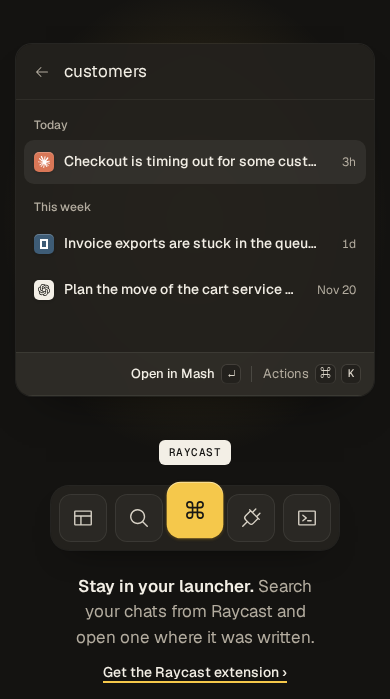 customers
Today
Checkout is timing out for some cust... 3h
This week
Invoice exports are stuck in the queu... 1d
Plan the move of the cart service ... Nov 20
Open in Mash ↵ Actions ⌘ K
RAYCAST
⌘
Stay in your launcher. Search
your chats from Raycast and
open one where it was written.
Get the Raycast extension ›